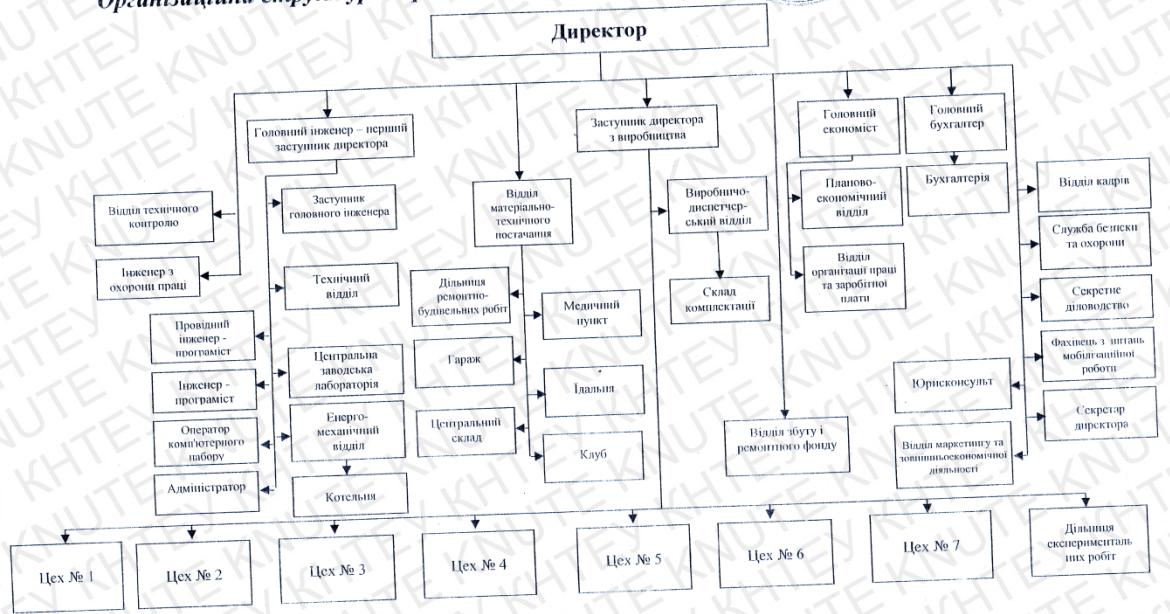 Організаційна структура
Директор
Головний інженер – перший
заступник директора
Заступник директора
з виробництва
Головний
економіст
Головний
бухгалтер
Відділ технічного
контролю
Заступник
головного інженера
Відділ
матеріально-
технічного
постачання
Виробничо-
диспетчер-
ський відділ
Планово-
економічний
відділ
Бухгалтерія
Відділ кадрів
Служба безпеки
та охорони
Інженер з
охорони праці
Технічний
відділ
Дільниця
ремонтно-
будівельних робіт
Медичний
пункт
Склад
комплектації
Відділ
організації праці
та заробітної
плати
Секретне
діловодство
Провідний
інженер -
програміст
Центральна
заводська
лабораторія
Гараж
Фахівець з питань
мобілізаційної
роботи
Інженер -
програміст
Їдальня
Юрисконсульт
Оператор
комп'ютерного
набору
Енерго-
механічний
відділ
Центральний
склад
Клуб
Відділ збуту і
ремонтного фонду
Відділ маркетингу та
зовнішньоекономічної
діяльності
Секретар
директора
Адміністратор
Котельня
Цех № 1
Цех № 2
Цех № 3
Цех № 4
Цех № 5
Цех № 6
Цех № 7
Дільниця
експерименталь
них робіт